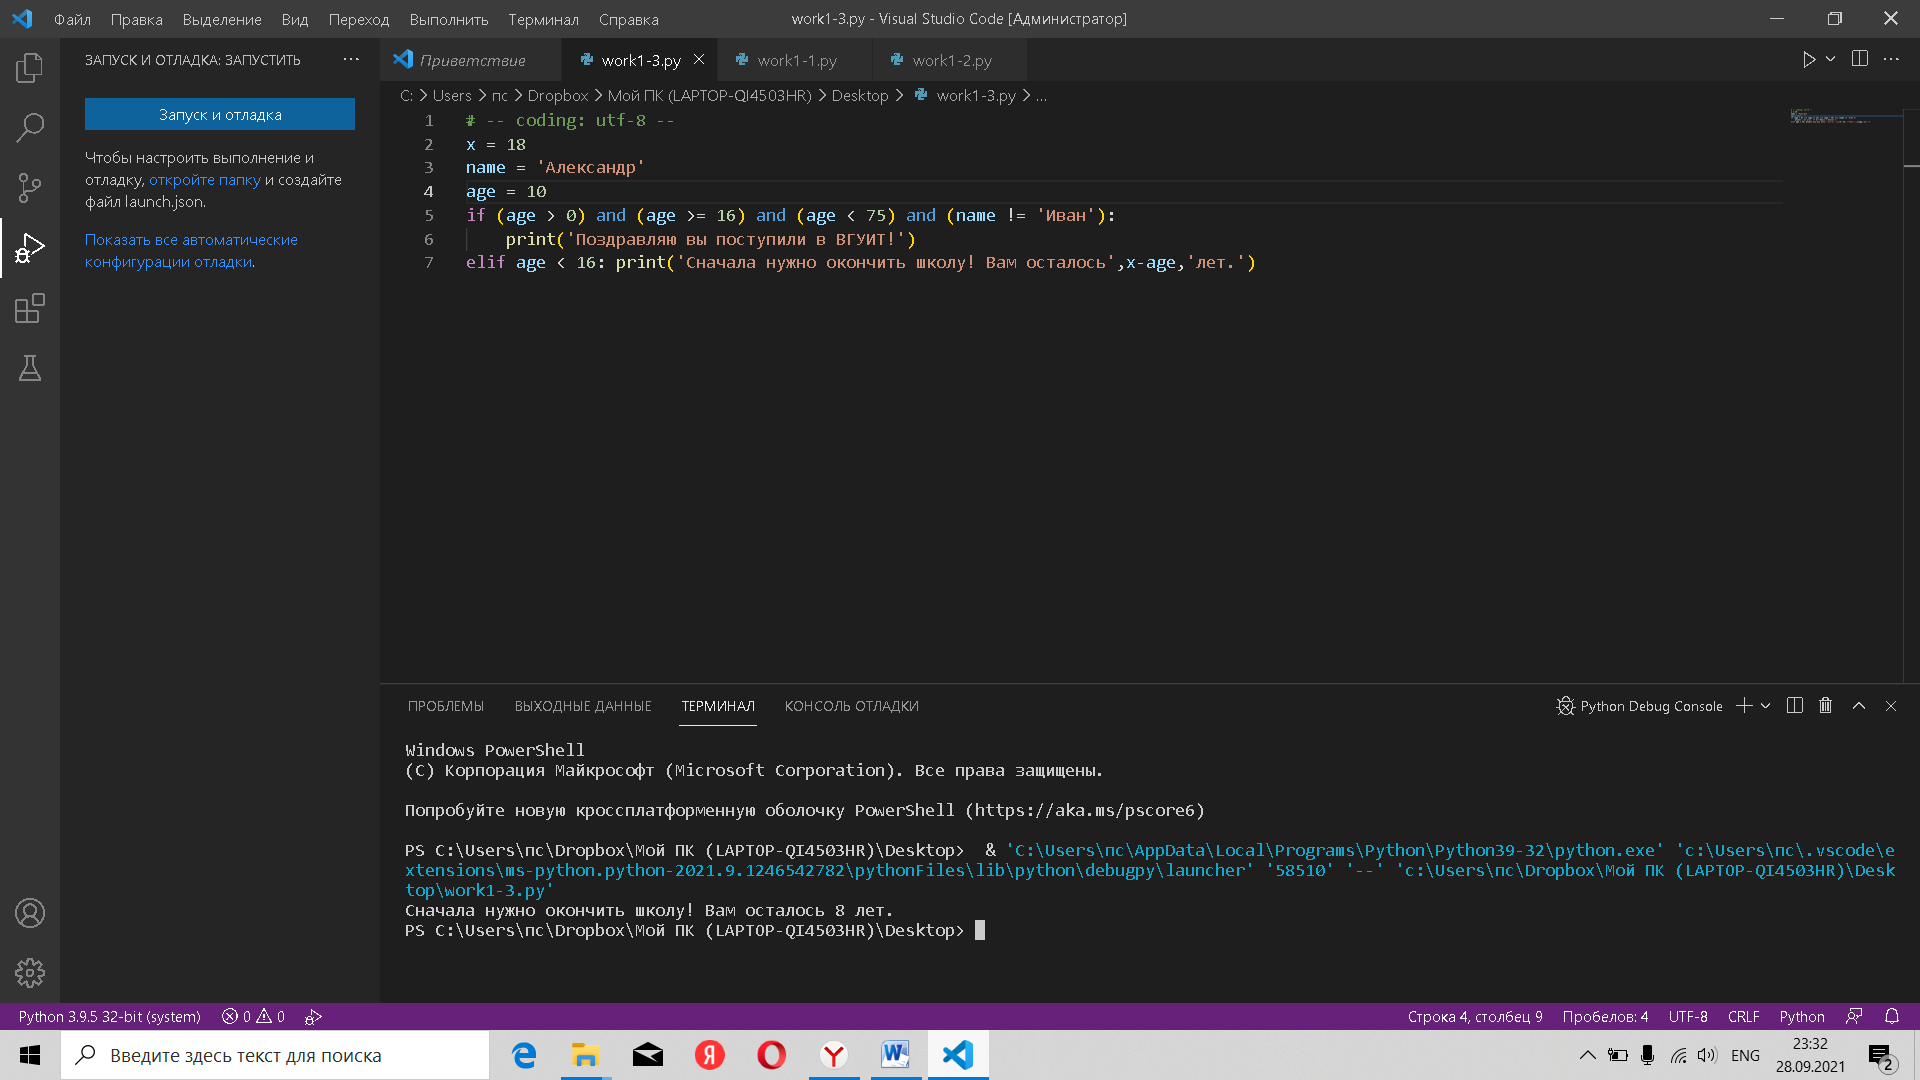 Файл Правка Выделение Вид Переход Выполнить Терминал Справка
work1-3.py - Visual Studio Code [Администратор]
ЗАПУСК И ОТЛАДКА: ЗАПУСТИТЬ ...
Запуск и отладка
Чтобы настроить выполнение и
отладку, откройте папку и создайте
файл launch.json.
Показать все автоматические
конфигурации отладки.
Приветствие work1-3.py work1-1.py work1-2.py
C: > Users > пс > Dropbox > Мой ПК (LAPTOP-QI4503HR) > Desktop > work1-3.py > ...
1 # -- coding: utf-8 --
2 x = 18
3 name = 'Александр'
4 age = 10
5 if (age > 0) and (age >= 16) and (age < 75) and (name != 'Иван'):
6 print('Поздравляю вы поступили в ВГУИТ!')
7 elif age < 16: print('Сначала нужно окончить школу! Вам осталось',x-age,'лет.')
ПРОБЛЕМЫ ВЫХОДНЫЕ ДАННЫЕ ТЕРМИНАЛ КОНСОЛЬ ОТЛАДКИ
Python Debug Console
Windows PowerShell
(C) Корпорация Майкрософт (Microsoft Corporation). Все права защищены.
Попробуйте новую кроссплатформенную оболочку PowerShell (https://aka.ms/pscore6)
PS C:\Users\пс\Dropbox\Мой ПК (LAPTOP-QI4503HR)\Desktop>  & 'C:\Users\пс\AppData\Local\Programs\Python\Python39-32\python.exe' 'c:\Users\пс\.vscode\e
xtensions\ms-python.python-2021.9.1246542782\pythonFiles\lib\python\debugpy\launcher' '58510' '--' 'c:\Users\пс\Dropbox\Мой ПК (LAPTOP-QI4503HR)\Desk
top\work1-3.py'
Сначала нужно окончить школу! Вам осталось 8 лет.
PS C:\Users\пс\Dropbox\Мой ПК (LAPTOP-QI4503HR)\Desktop>
Python 3.9.5 32-bit (system) 0 0
Строка 4, столбец 9 Пробелов: 4 UTF-8 CRLF Python
Введите здесь текст для поиска
ENG
23:32
28.09.2021
2